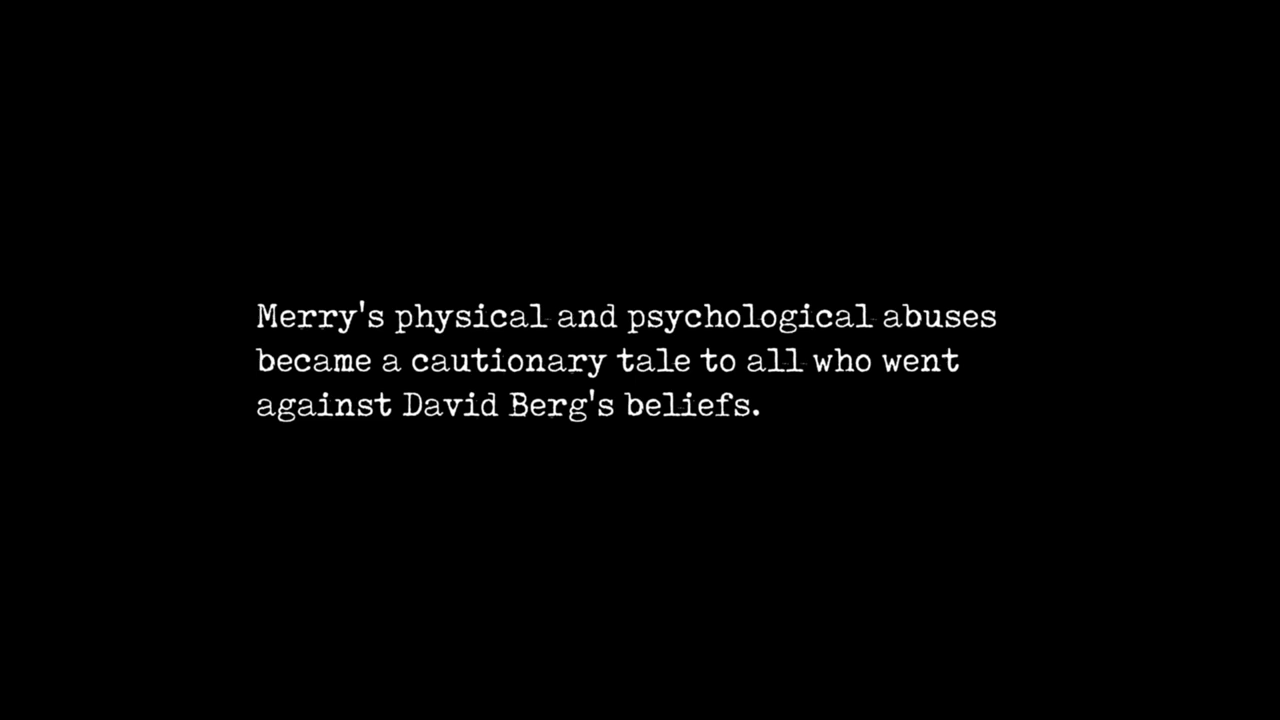 Merry's physical and psychological abuses
became a cautionary tale to all who went
against David Berg's beliefs.